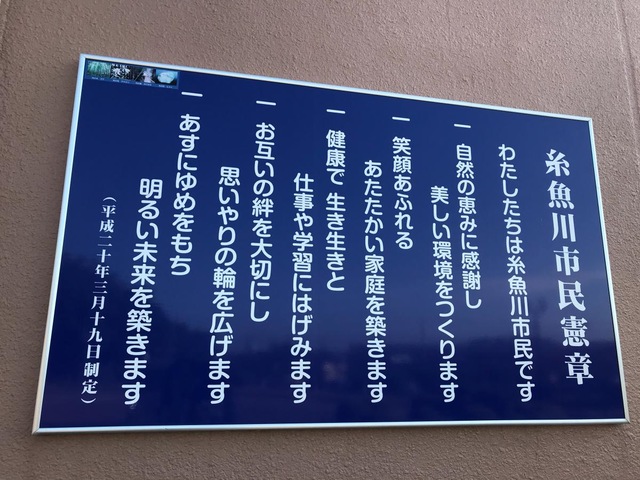 糸魚川市民憲章
わたしたちは糸魚川市民です
一 自然の恵みに感謝し
美しい環境をつくります
一 笑顔あふれる
あたたかい家庭を築きます
一 健康で 生き生きと
仕事や学習にはげみます
一 お互いの絆を大切にし
思いやりの輪を広げます
一 あすにゆめをもち
明るい未来を築きます
（平成二十年三月十九日制定）